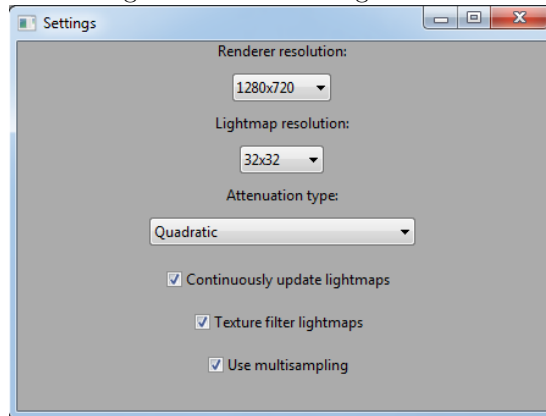 Settings
Renderer resolution:
1280x720
Lightmap resolution:
32x32
Attenuation type:
Quadratic
Continuously update lightmaps
Texture filter lightmaps
Use multisampling